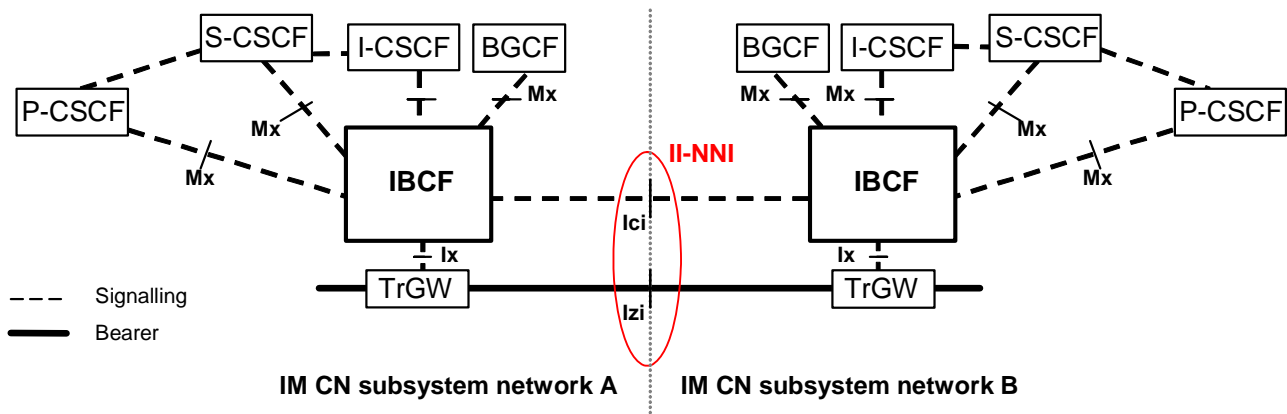 S-CSCF
I-CSCF
BGCF
BGCF
I-CSCF
S-CSCF
P-CSCF
P-CSCF
Mx
Mx
Mx
Mx
Mx
Mx
Mx
II-NNI
IBCF
IBCF
Ici
Ix
Ix
TrGW
TrGW
Izi
Signalling
Bearer
IM CN subsystem network A
IM CN subsystem network B